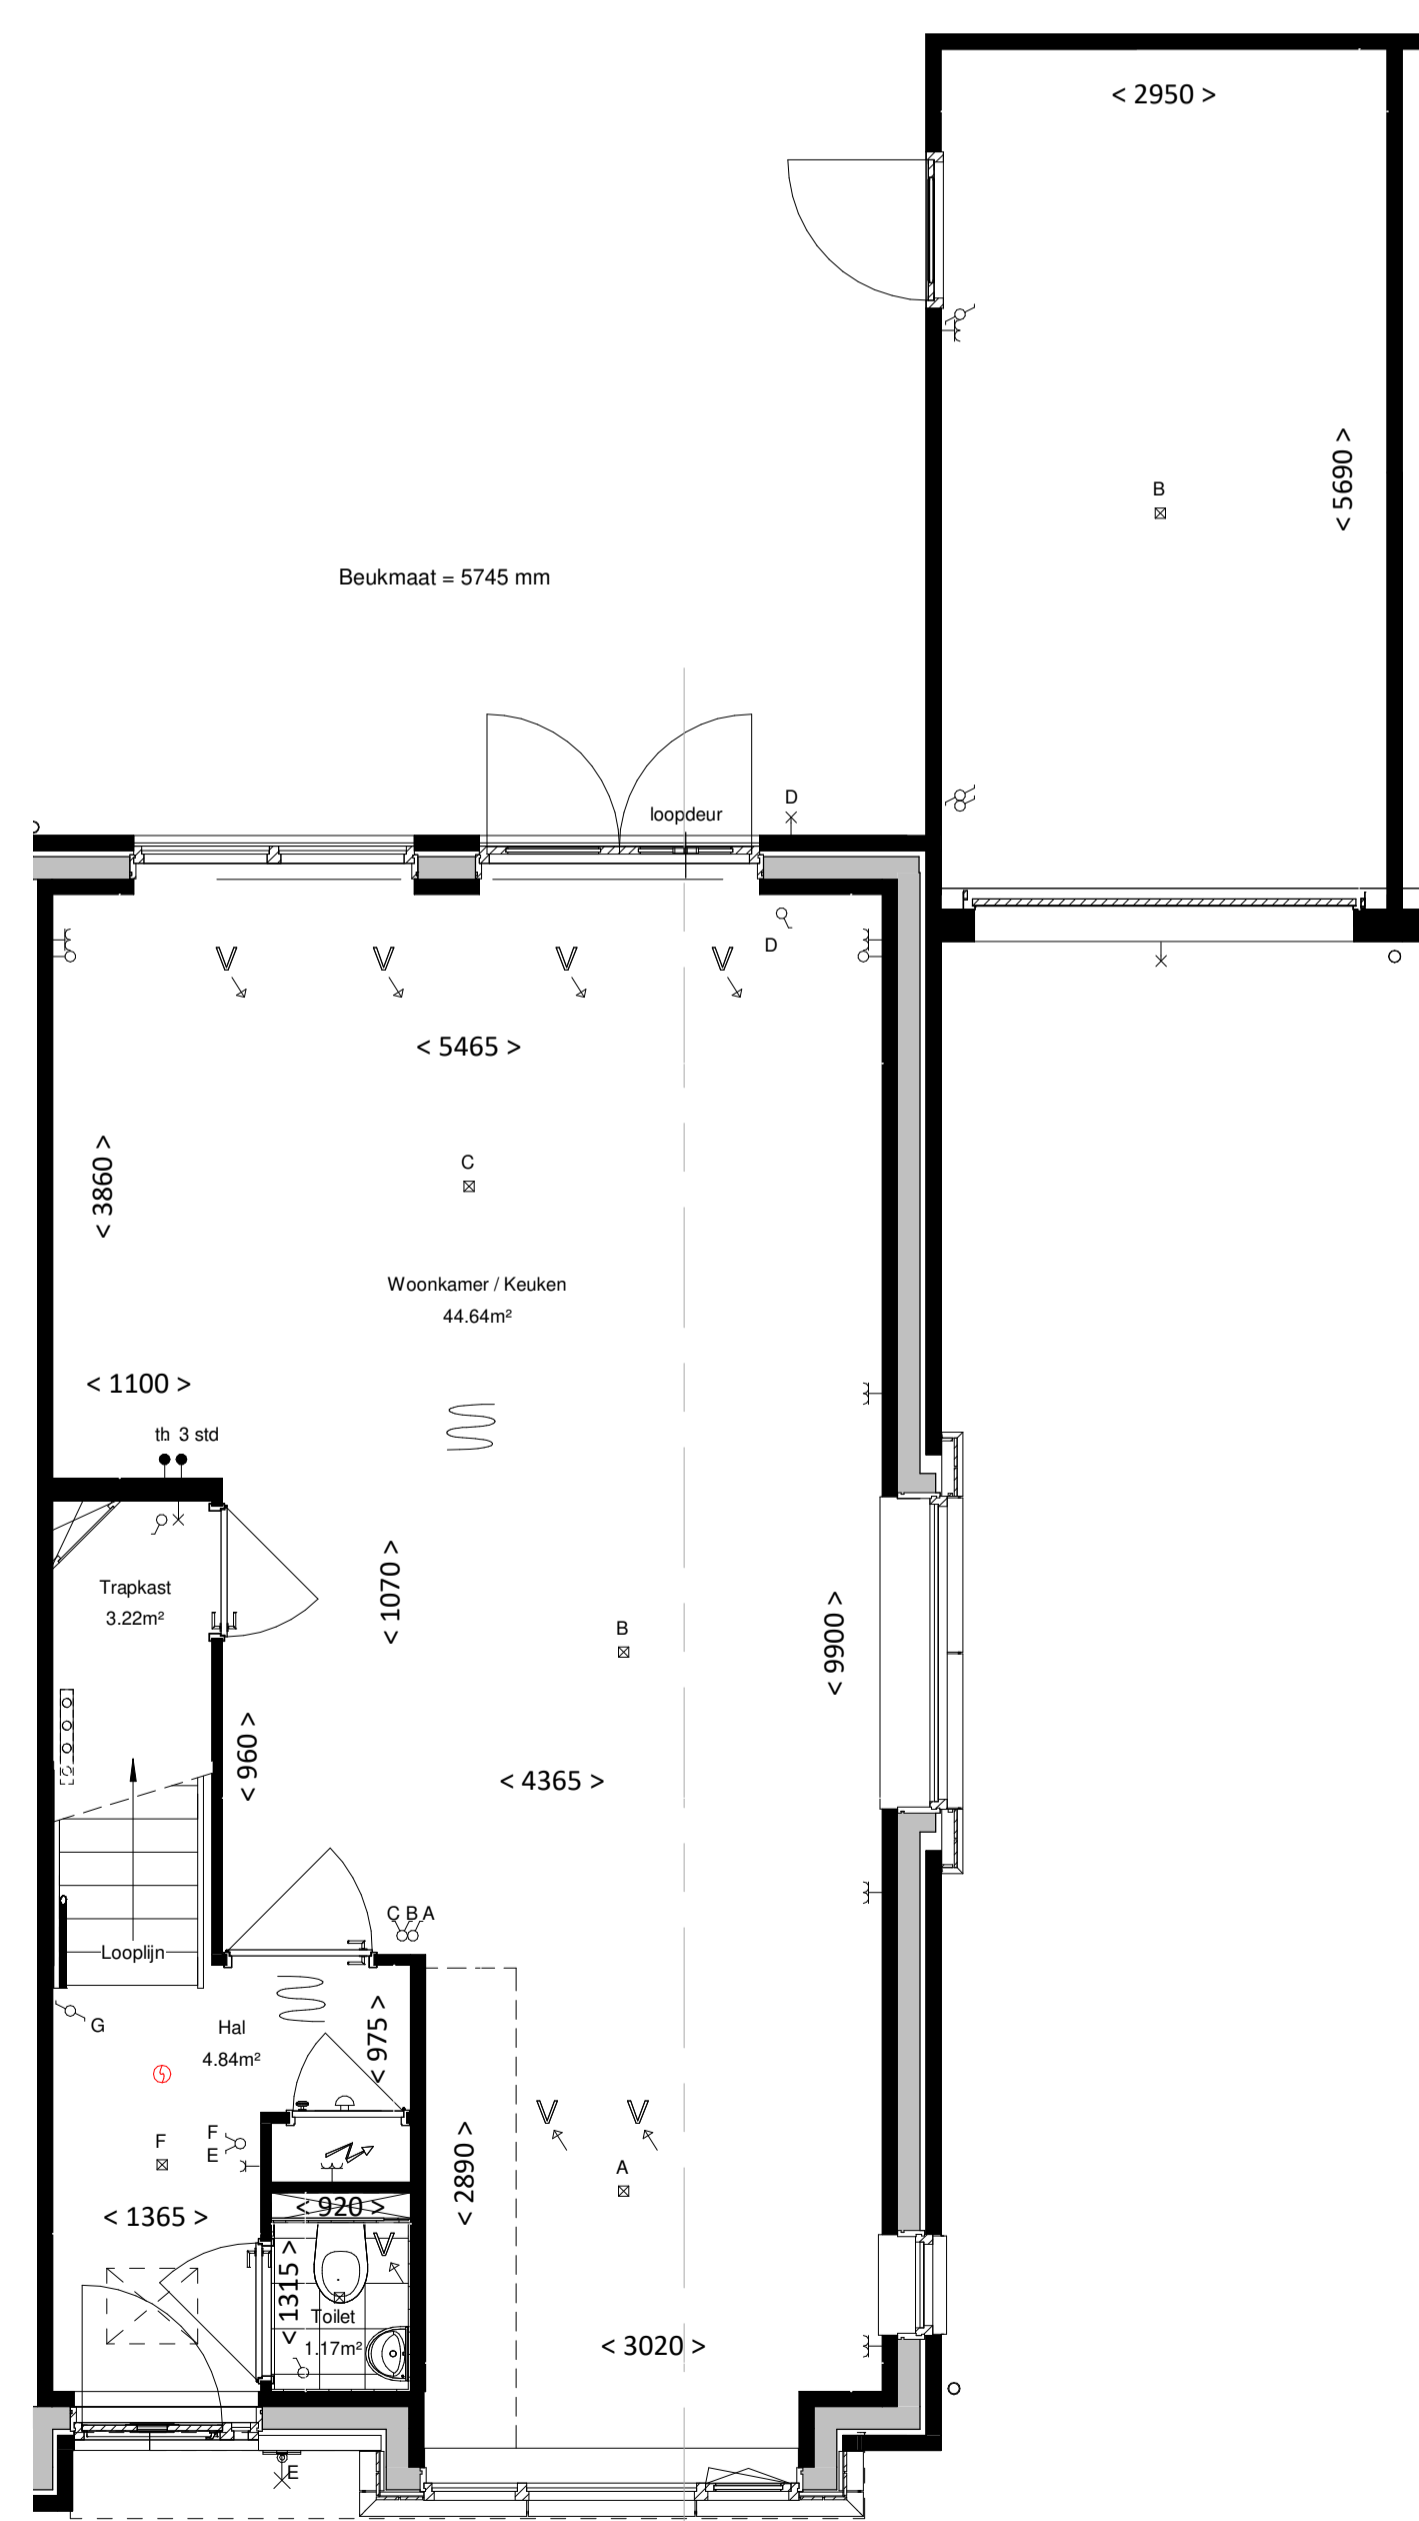 < 2950 >
< 5690 >
B
Beukmaat = 5745 mm
D
loopdeur
D
V V V V
< 5465 >
< 3860 >
C
Woonkamer / Keuken
44.64m²
< 1100 >
th. 3 std
Trapkast
3.22m²
< 1070 >
B
< 9900 >
< 960 >
< 4365 >
C B A
Looplijn
G
Hal
4.84m²
< 975 >
V V
F
F
E
A
< 2890 >
< 920 >
< 1365 >
V
< 1315 >
Toilet
1.17m²
< 3020 >
E